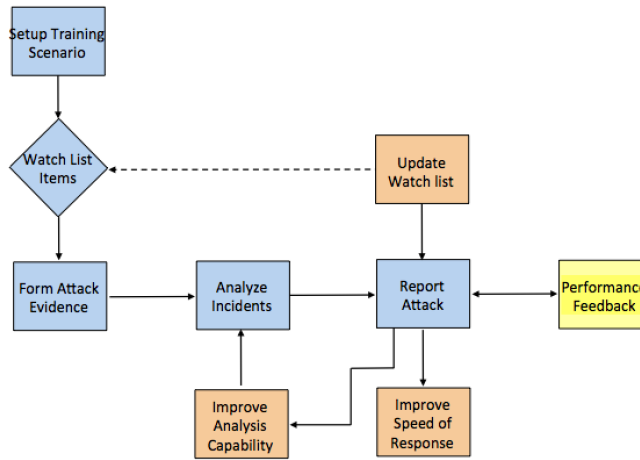 Setup Training
Scenario
Watch List
Items
Update
Watch list
Form Attack
Evidence
Analyze
Incidents
Report
Attack
Performance
Feedback
Improve
Analysis
Capability
Improve
Speed of
Response